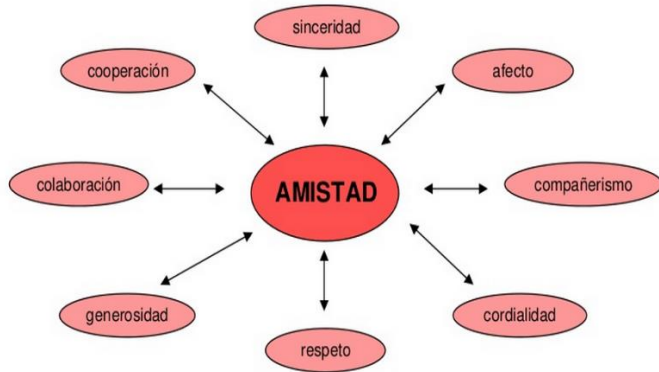 sinceridad
cooperación
afecto
colaboración
AMISTAD
compañerismo
generosidad
cordialidad
respeto